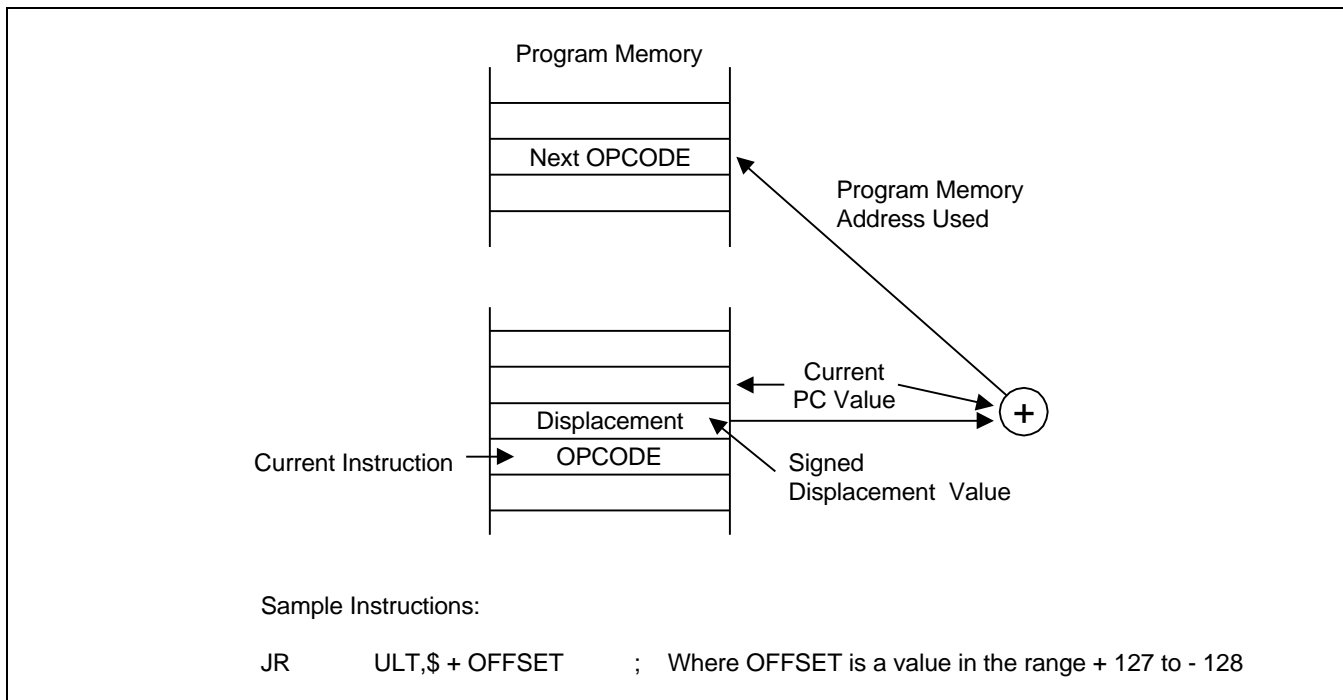 Program Memory
Next OPCODE
Program Memory
Address Used
Current
PC Value
+
Displacement
Current Instruction
OPCODE
Signed
Displacement Value
Sample Instructions:
JR ULT,$ + OFFSET ; Where OFFSET is a value in the range + 127 to - 128